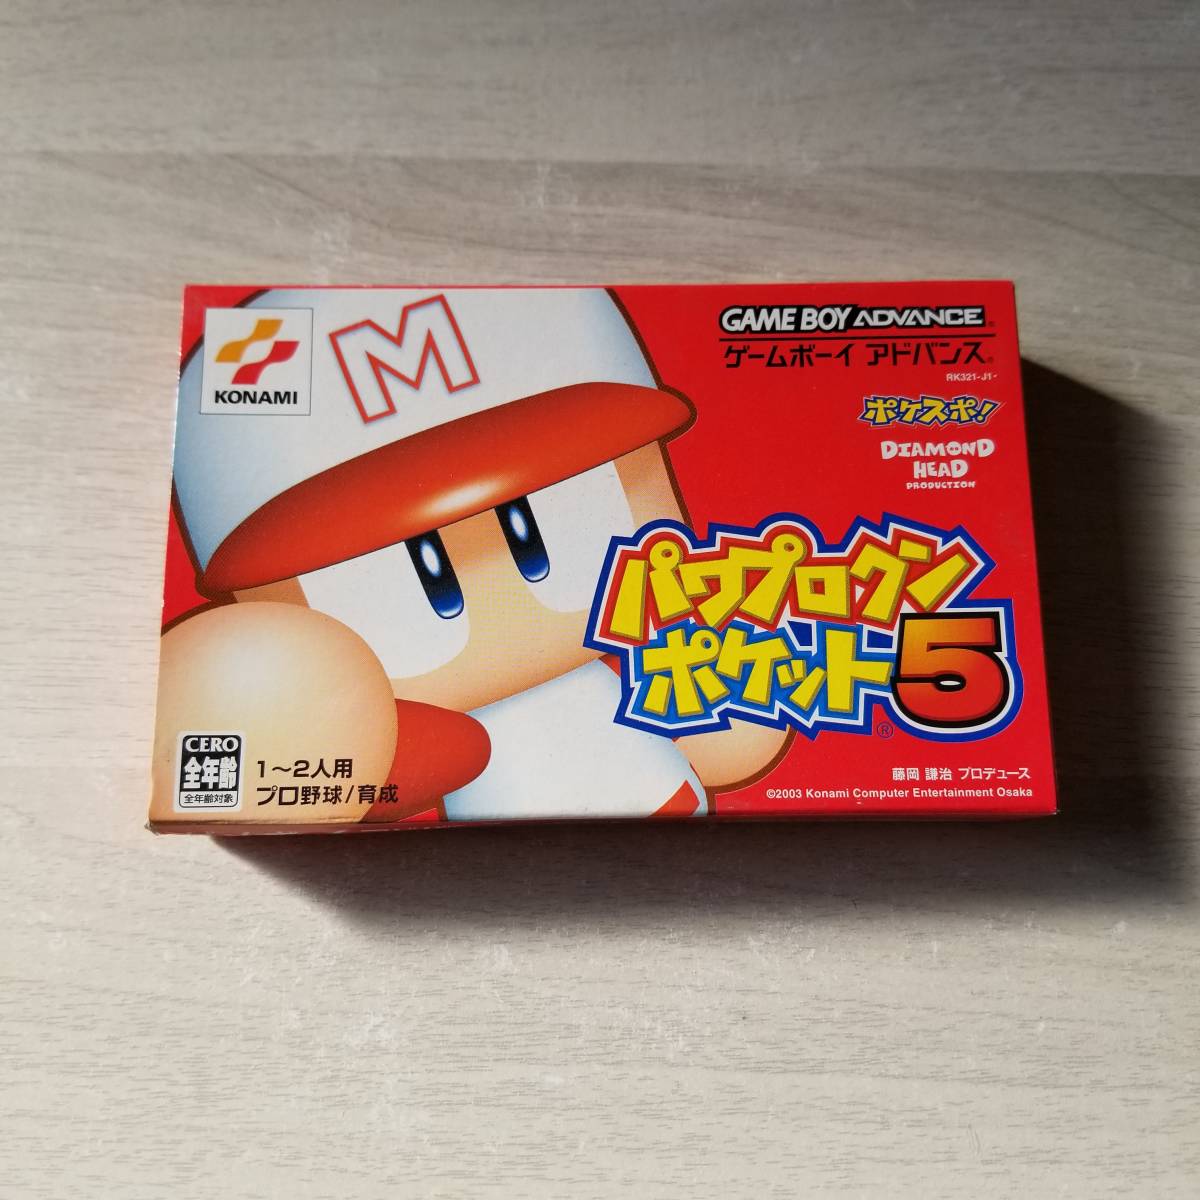 KONAMI
M
GAME BOY ADVANCE
ゲームボーイ アドバンス
RK321-J1-
ポケスポ!
DIAMOND
HEAD
PRODUCTION
パワプロクン
ポケット5
®
CERO
全年齢
全年齢対象
1～2人用
プロ野球/育成
藤岡 謙治 プロデュース
©2003 Konami Computer Entertainment Osaka